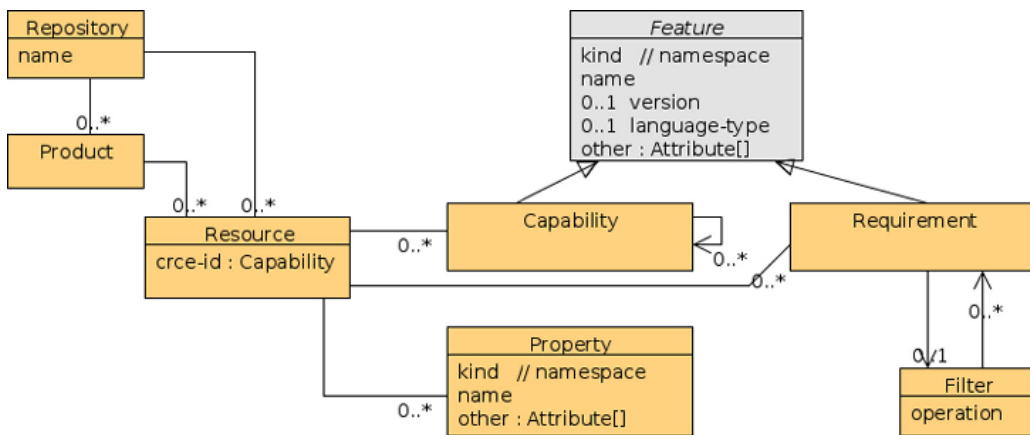 Repository
name
0..*
Product
0..*
0..*
Resource
crce-id : Capability
Feature
kind // namespace
name
0..1 version
0..1 language-type
other : Attribute[]
Capability
0..*
0..*
Requirement
0..*
0..*
0../1
Filter
operation
Property
kind // namespace
name
other : Attribute[]
0..*